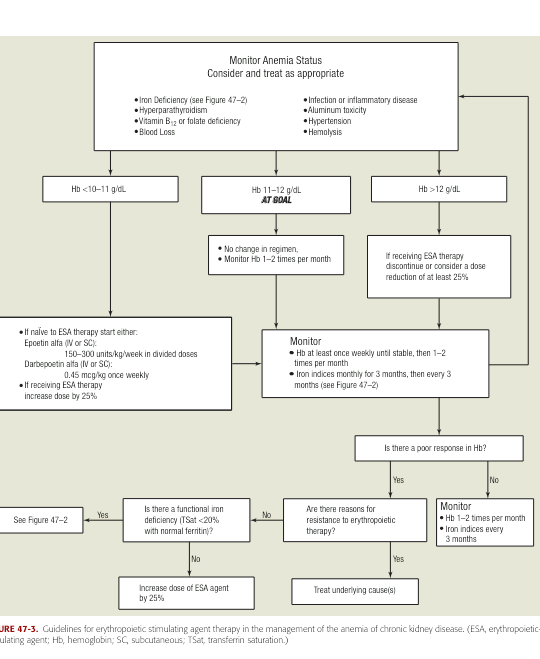 Monitor Anemia Status
Consider and treat as appropriate
• Iron Deficiency (see Figure 47–2)
• Hyperparathyroidism
• Vitamin B12 or folate deficiency
• Blood Loss
• Infection or inflammatory disease
• Aluminum toxicity
• Hypertension
• Hemolysis
Hb <10–11 g/dL
Hb 11–12 g/dL
AT GOAL
Hb >12 g/dL
• No change in regimen,
• Monitor Hb 1–2 times per month
If receiving ESA therapy
discontinue or consider a dose
reduction of at least 25%
• If naïve to ESA therapy start either:
Epoetin alfa (IV or SC):
150–300 units/kg/week in divided doses
Darbepoetin alfa (IV or SC):
0.45 mcg/kg once weekly
• If receiving ESA therapy
increase dose by 25%
Monitor
• Hb at least once weekly until stable, then 1–2
times per month
• Iron indices monthly for 3 months, then every 3
months (see Figure 47–2)
Is there a poor response in Hb?
Yes
No
See Figure 47–2
Yes
Is there a functional iron
deficiency (TSat <20%
with normal ferritin)?
No
Are there reasons for
resistance to erythropoietic
therapy?
Monitor
• Hb 1–2 times per month
• Iron indices every
3 months
No
Yes
Increase dose of ESA agent
by 25%
Treat underlying cause(s)
URE 47-3. Guidelines for erythropoietic stimulating agent therapy in the management of the anemia of chronic kidney disease. (ESA, erythropoietic-
ulating agent; Hb, hemoglobin; SC, subcutaneous; TSat, transferrin saturation.)